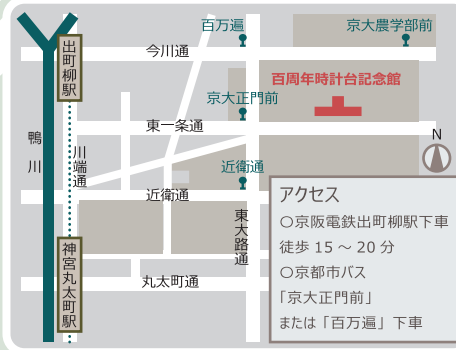 百万遍
京大農学部前
出町柳駅
今川通
百周年時計台記念館
京大正門前
東一条通
鴨川
川端通
近衛通
近衛通
東大路通
神宮丸太町駅
丸太町通
N
アクセス
○京阪電鉄出町柳駅下車
徒歩 15 ～ 20 分
○京都市バス
「京大正門前」
または「百万遍」下車